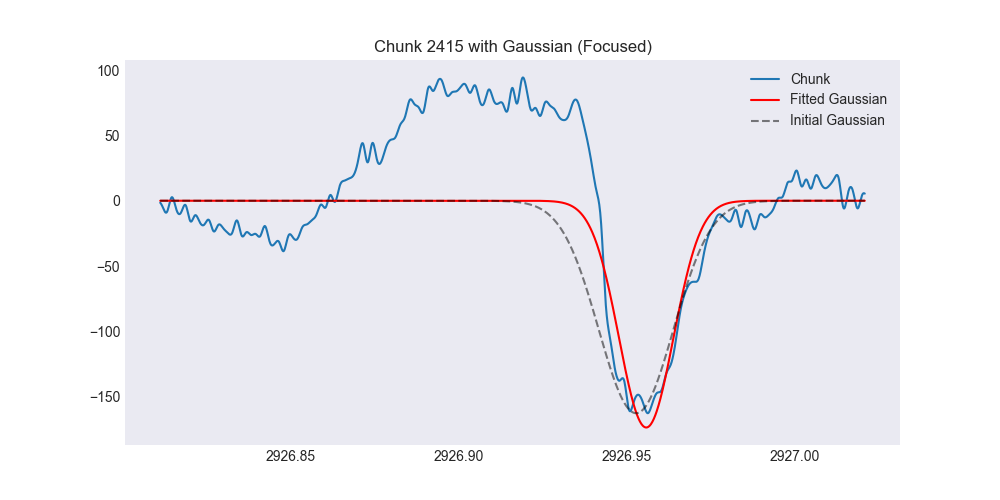 Chunk 2415 with Gaussian (Focused)
100
50
0
−50
−100
−150
Chunk
Fitted Gaussian
Initial Gaussian
2926.85
2926.90
2926.95
2927.00